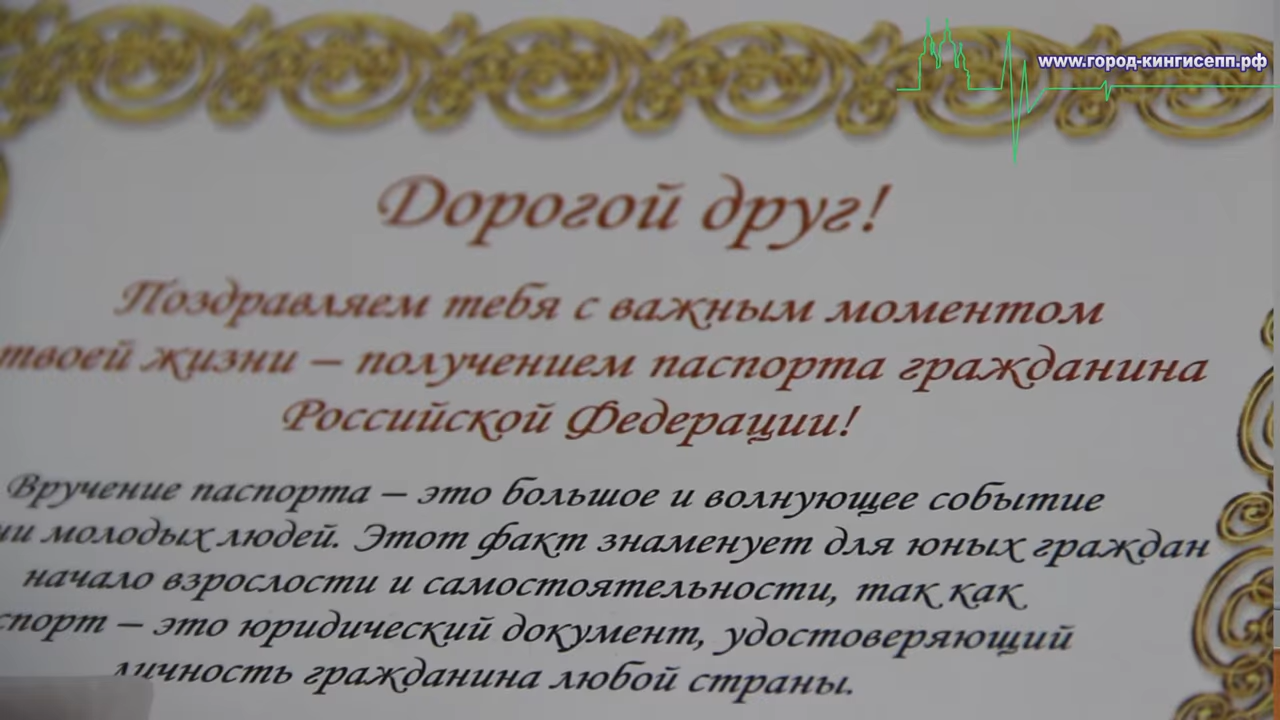 www.город-кингисепп.рф
Дорогой друг!
Поздравляем тебя с важным моментом
твоей жизни – получением паспорта гражданина
Российской Федерации!
Вручение паспорта – это большое и волнующее событие
молодых людей. Этот факт знаменует для юных граждан
начало взрослости и самостоятельности, так как
– это юридический документ, удостоверяющий
личность гражданина любой страны.